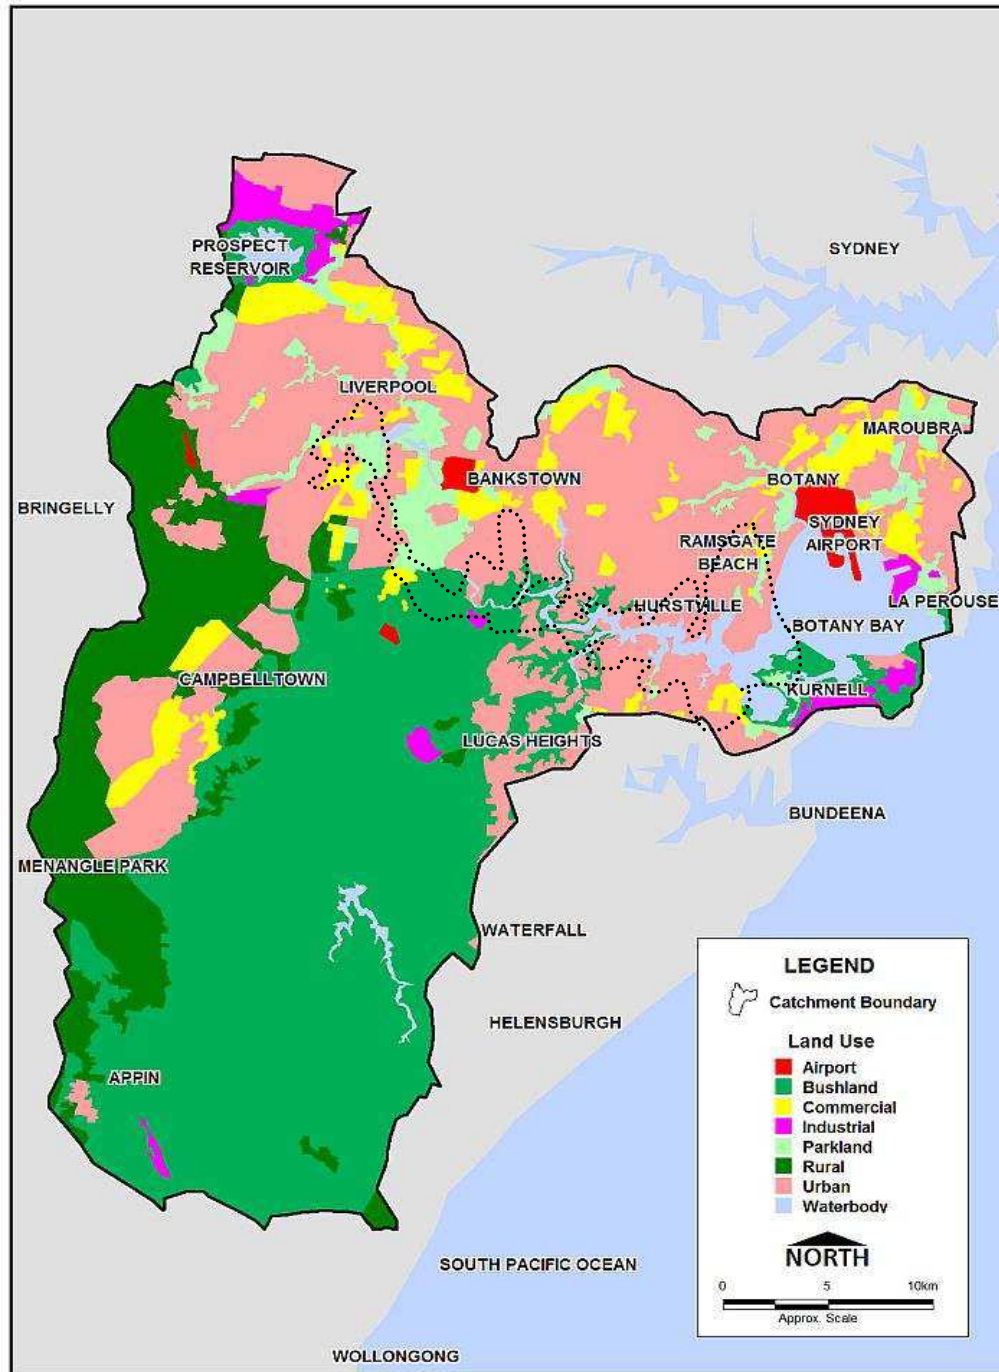 PROSPECT
RESERVOIR
SYDNEY
LIVERPOOL
MAROUBRA
BANKSTOWN
BOTANY
BRINGELLY
SYDNEY
AIRPORT
RAMSGATE
BEACH
LA PEROUSE
HURSTVILLE
BOTANY BAY
CAMPBELLTOWN
KURNELL
LUCAS HEIGHTS
BUNDEENA
MENANGLE PARK
WATERFALL
HELENSBURGH
APPIN
SOUTH PACIFIC OCEAN
WOLLONGONG
LEGEND
Catchment Boundary
Land Use
Airport
Bushland
Commercial
Industrial
Parkland
Rural
Urban
Waterbody
NORTH
0 5 10km
Approx. Scale